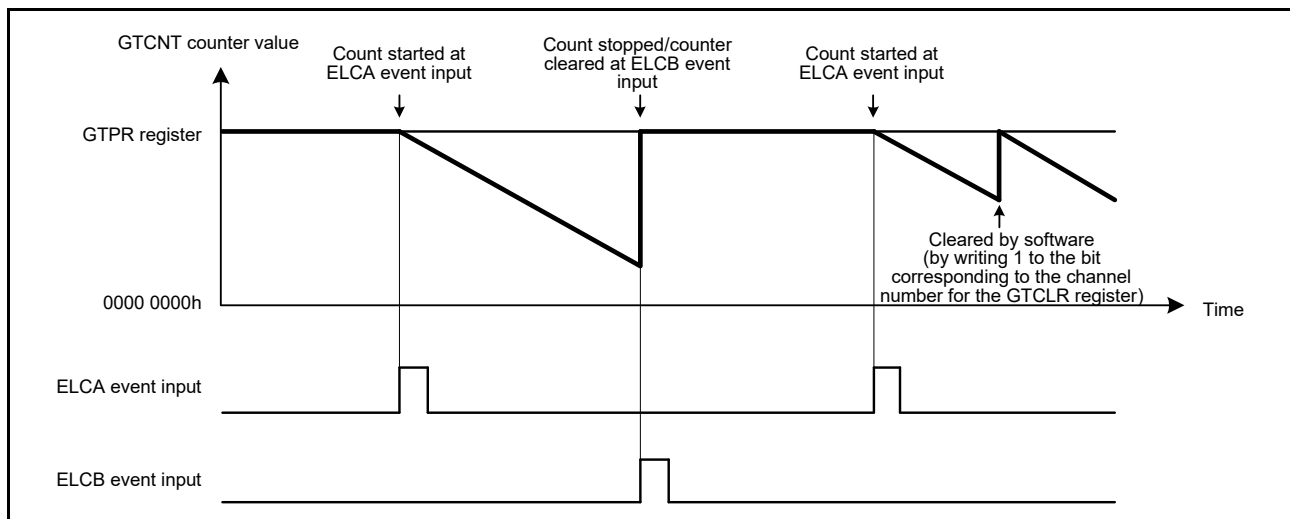 GTCNT counter value
Count started at
ELCA event input
Count stopped/counter
cleared at ELCB event
input
Count started at
ELCA event input
GTPR register
Cleared by software
(by writing 1 to the bit
corresponding to the channel
number for the GTCLR register)
0000 0000h
Time
ELCA event input
ELCB event input